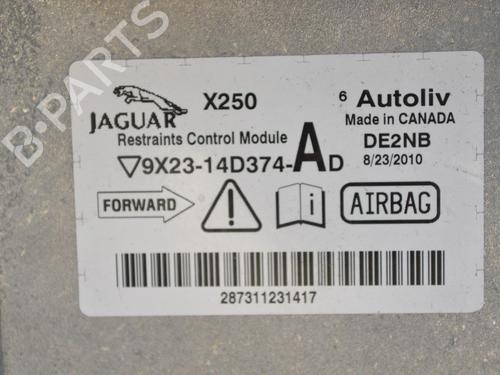 JAGUAR
X250
6 Autoliv
Made in CANADA
Restraints Control Module
DE2NB
▽9X23-14D374-AD
8/23/2010
FORWARD
i
AIRBAG
287311231417